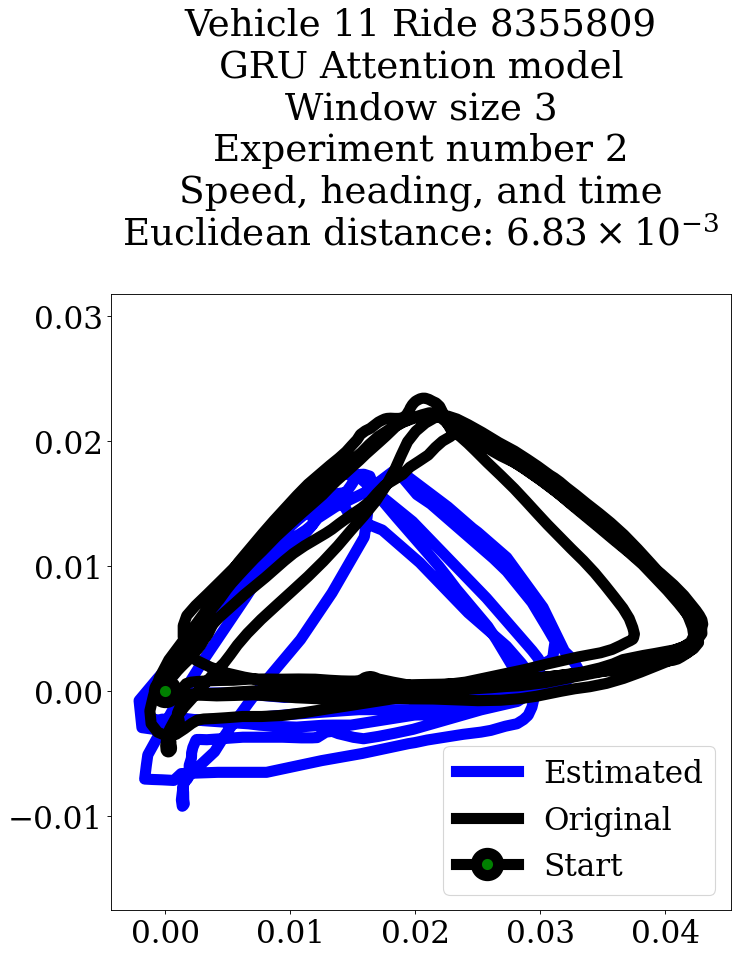 Vehicle 11 Ride 8355809
GRU Attention model
Window size 3
Experiment number 2
Speed, heading, and time
Euclidean distance: 6.83 × 10⁻³
0.03
0.02
0.01
0.00
−0.01
Estimated
Original
Start
0.00 0.01 0.02 0.03 0.04